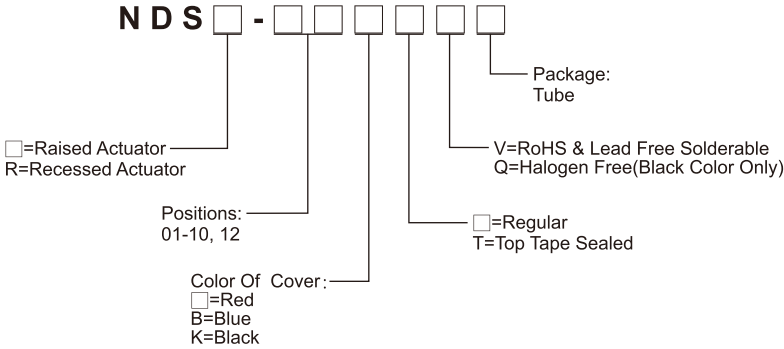 NDS□-□□□□□□
Package:
Tube
□=Raised Actuator
R=Recessed Actuator
V=RoHS & Lead Free Solderable
Q=Halogen Free(Black Color Only)
Positions:
01-10, 12
□=Regular
T=Top Tape Sealed
Color Of Cover:
□=Red
B=Blue
K=Black